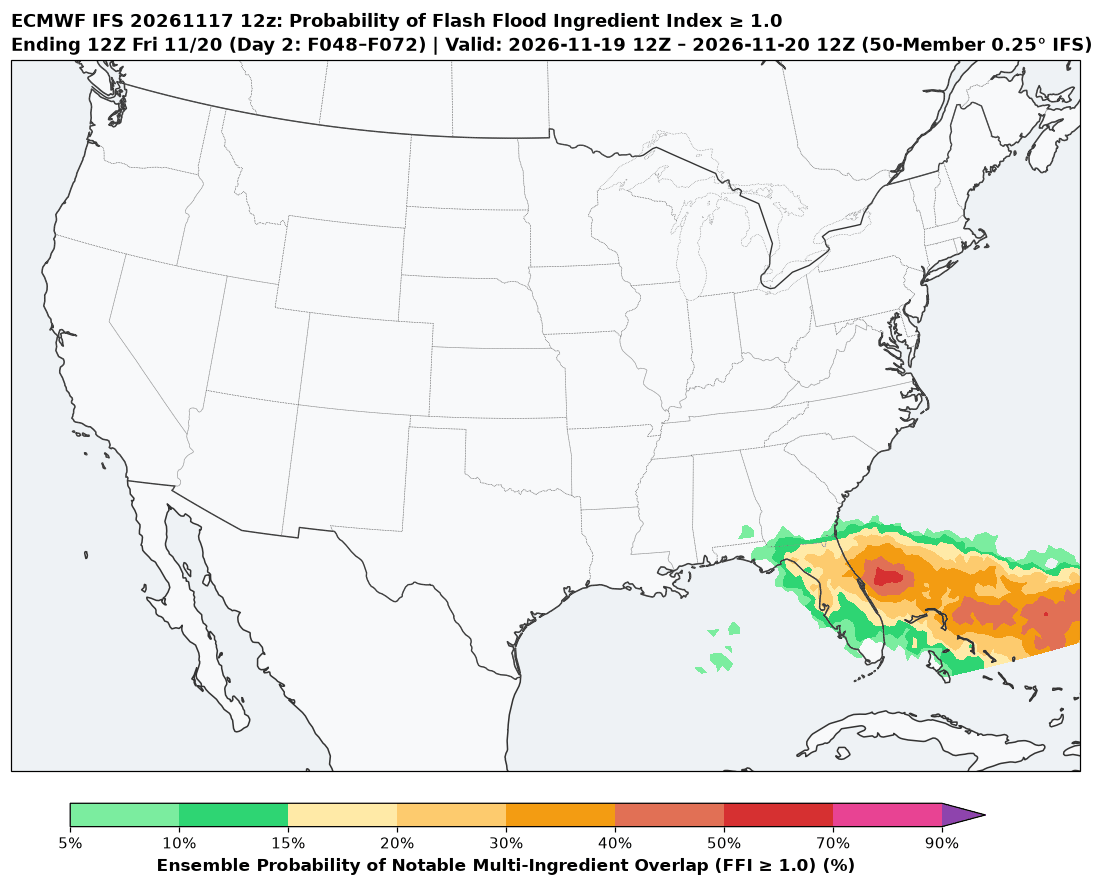 ECMWF IFS 20261117 12z: Probability of Flash Flood Ingredient Index ≥ 1.0
Ending 12Z Fri 11/20 (Day 2: F048–F072) | Valid: 2026-11-19 12Z – 2026-11-20 12Z (50-Member 0.25° IFS)
5% 10% 15% 20% 30% 40% 50% 70% 90%
Ensemble Probability of Notable Multi-Ingredient Overlap (FFI ≥ 1.0) (%)